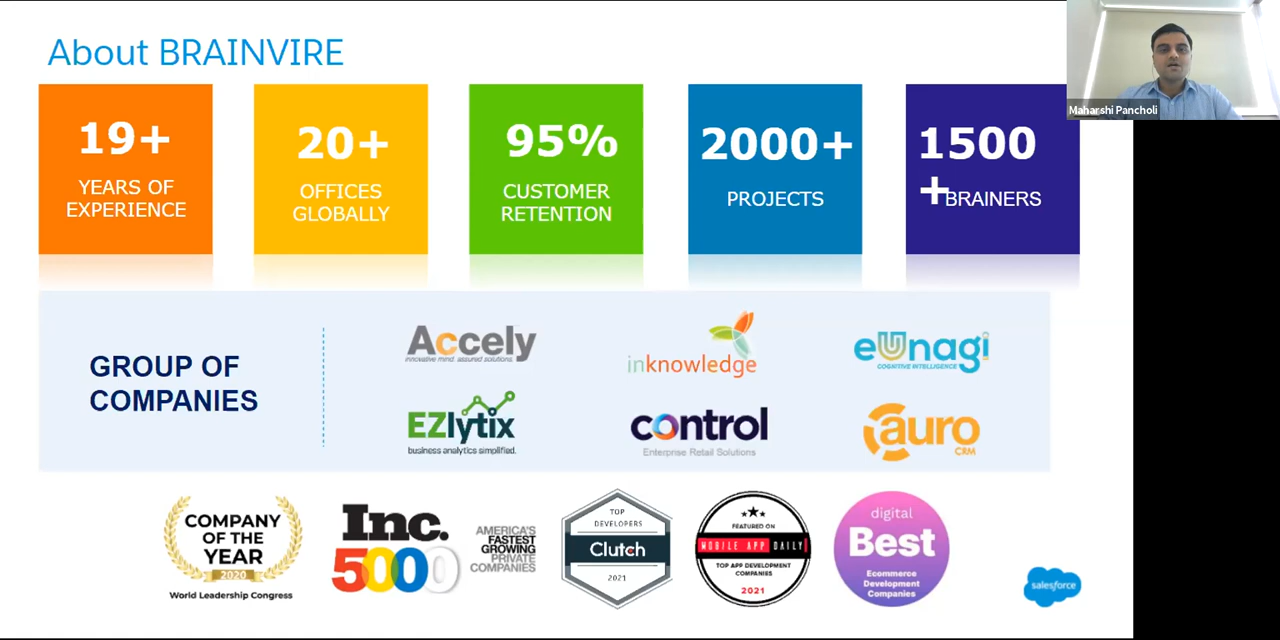 About BRAINVIRE
Maharshi Pancholi
19+
YEARS OF
EXPERIENCE
20+
OFFICES
GLOBALLY
95%
CUSTOMER
RETENTION
2000+
PROJECTS
1500
+BRAINERS
GROUP OF
COMPANIES
Accely
innovative mind. assured solutions.
inknowledge
eUnagi
COGNITIVE INTELLIGENCE
EZlytix
business analytics simplified.
control
Enterprise Retail Solutions
auro
CRM
COMPANY
OF THE
YEAR
2020
World Leadership Congress
Inc.
5000
AMERICA'S
FASTEST
GROWING
PRIVATE
COMPANIES
TOP
DEVELOPERS
Clutch
2021
FEATURED ON
MOBILE APP DAILY
TOP APP DEVELOPMENT
COMPANIES
2021
digital
Best
Ecommerce
Development
Companies
salesforce